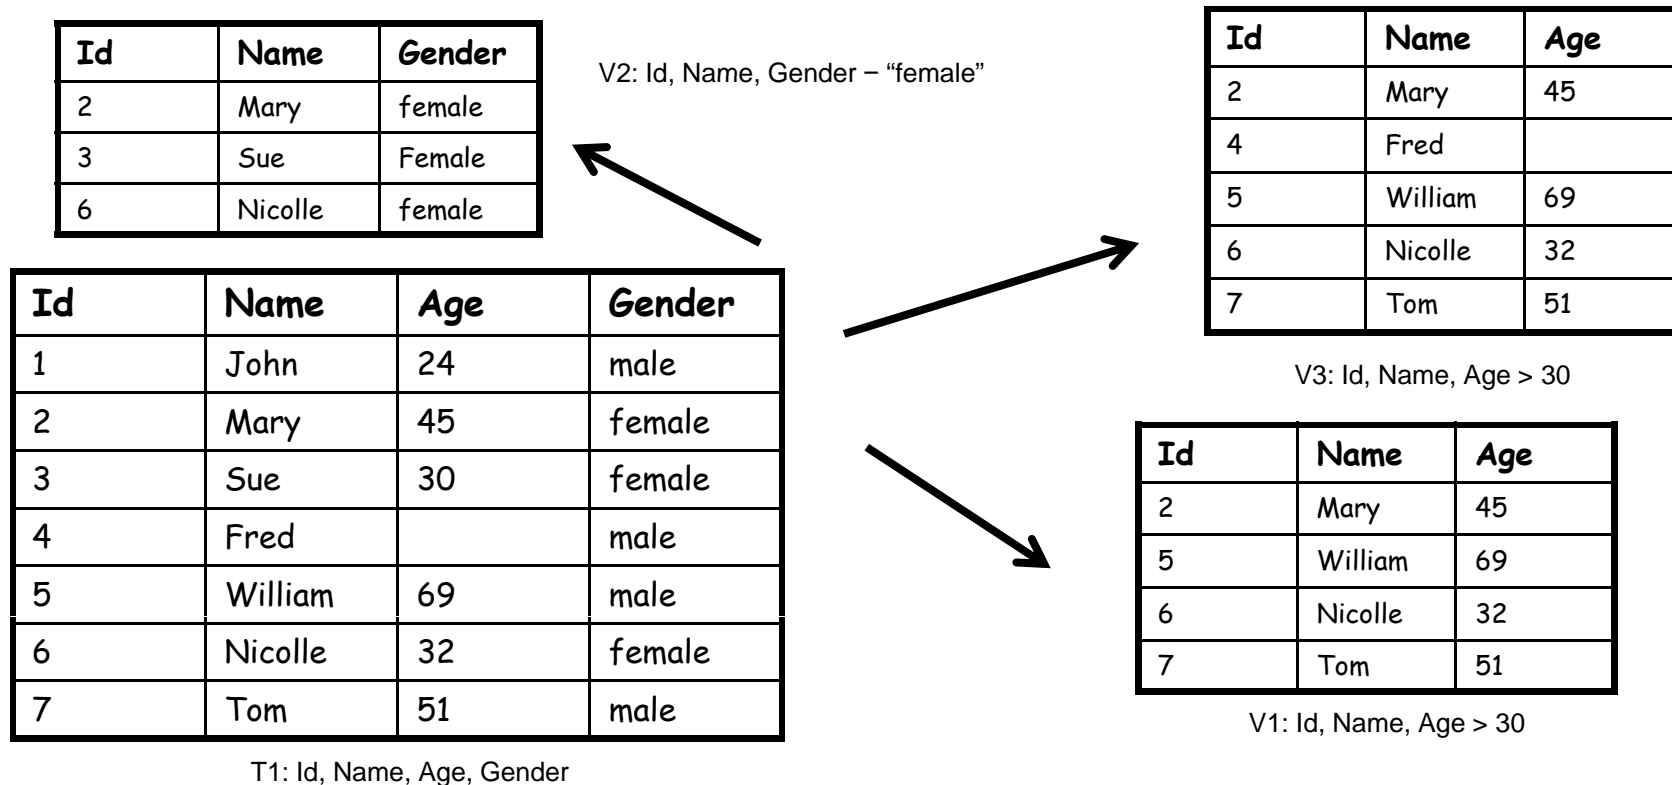 Id Name Gender
2 Mary female
3 Sue Female
6 Nicolle female
V2: Id, Name, Gender – “female”
Id Name Age
2 Mary 45
4 Fred
5 William 69
6 Nicolle 32
7 Tom 51
V3: Id, Name, Age > 30
Id Name Age Gender
1 John 24 male
2 Mary 45 female
3 Sue 30 female
4 Fred male
5 William 69 male
6 Nicolle 32 female
7 Tom 51 male
T1: Id, Name, Age, Gender
Id Name Age
2 Mary 45
5 William 69
6 Nicolle 32
7 Tom 51
V1: Id, Name, Age > 30